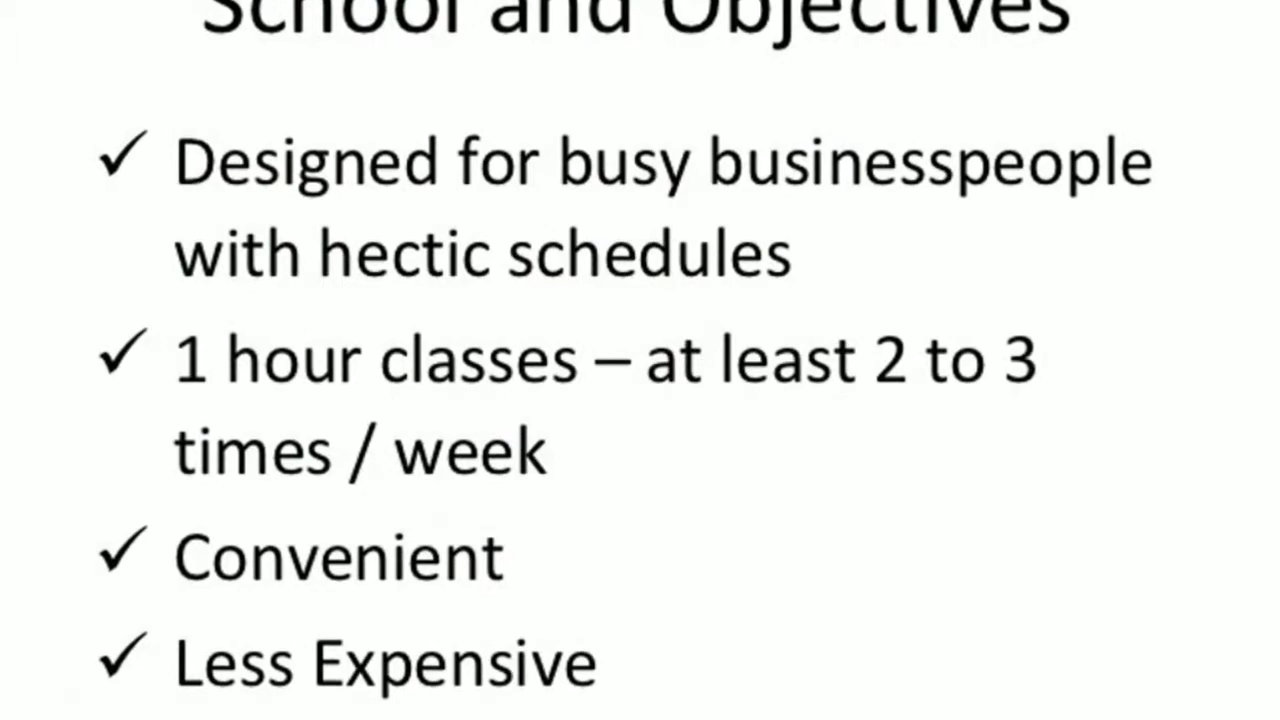 School and Objectives
✓ Designed for busy businesspeople
with hectic schedules
✓ 1 hour classes – at least 2 to 3
times / week
✓ Convenient
✓ Less Expensive